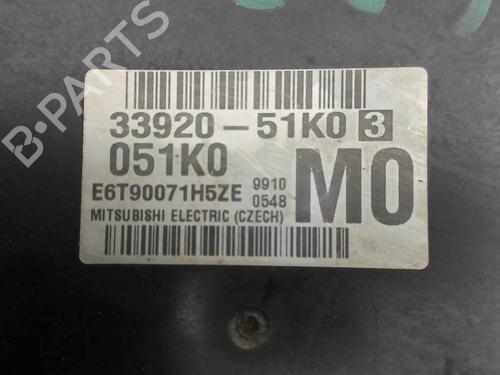 B-PARTS
33920-51K0 3
051K0
E6T90071H5ZE 9910 0548
M0
MITSUBISHI ELECTRIC (CZECH)